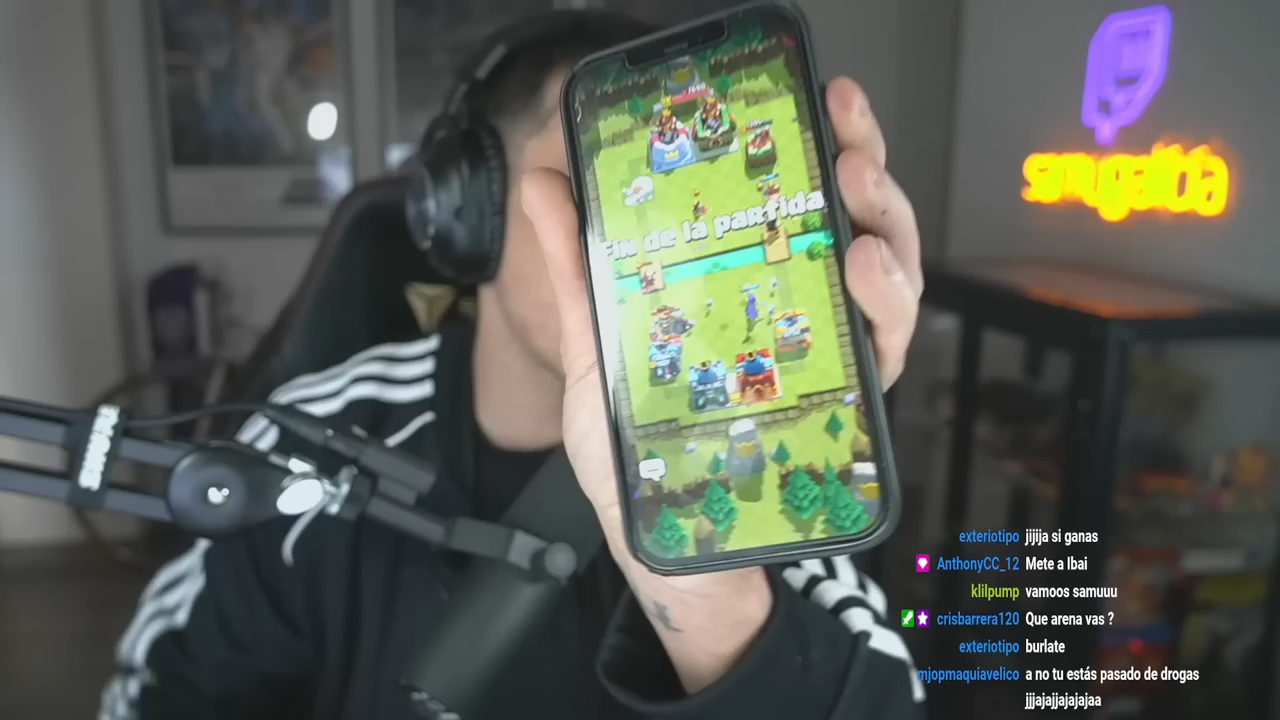 Fin de la partida
exteriotipo jijija si ganas
AnthonyCC_12 Mete a Ibai
klilpump vamoos samuuu
crisbarrera120 Que arena vas ?
exteriotipo burlate
mjopmaquiavelico a no tu estás pasado de drogas
jjjajajjajajajaa